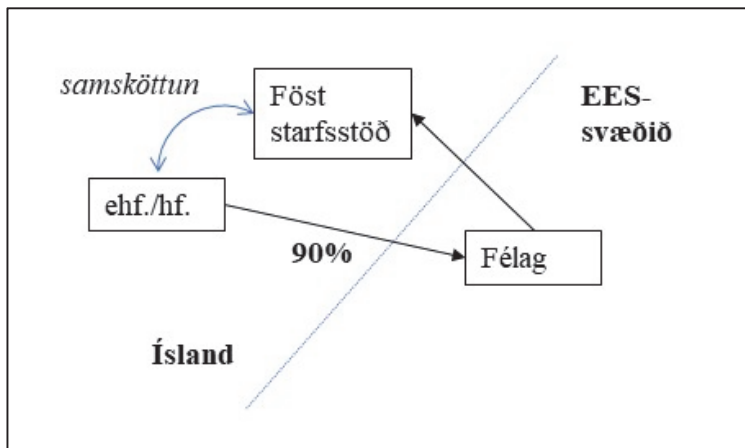 samsköttun
Föst
starfsstöð
EES-
svæðið
ehf./hf.
90%
Félag
Ísland